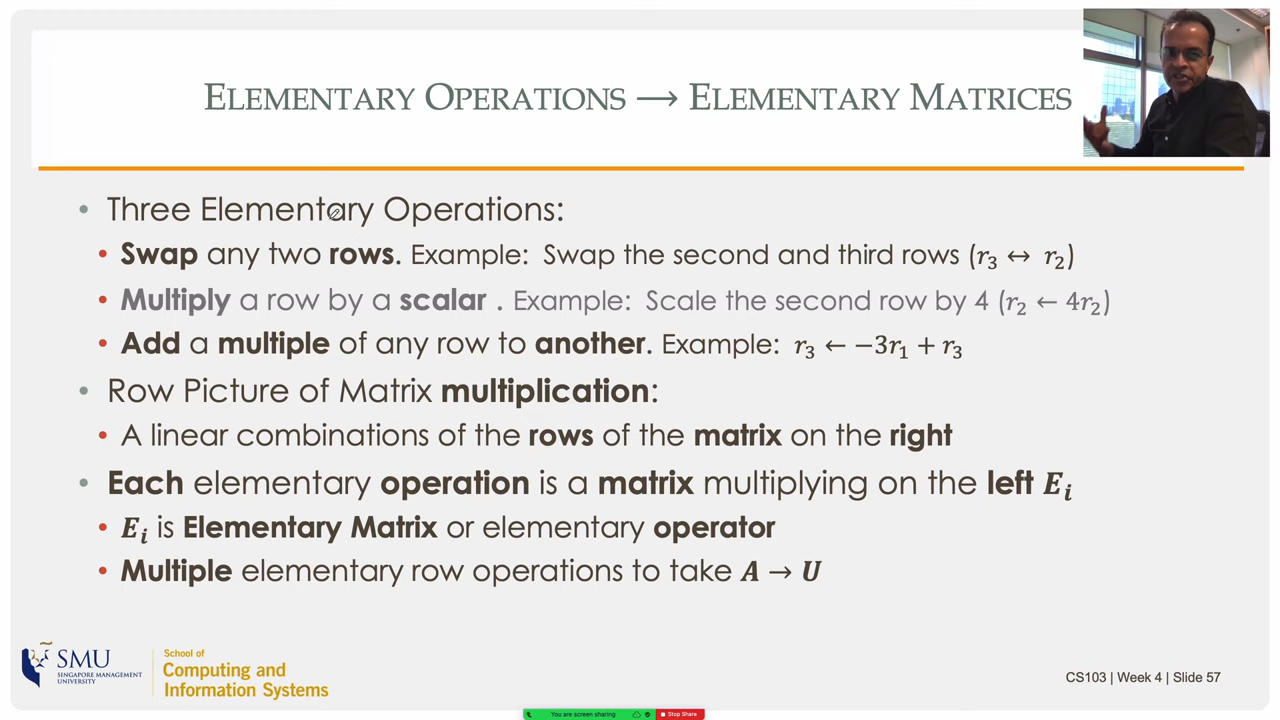 ELEMENTARY OPERATIONS → ELEMENTARY MATRICES
• Three Elementary Operations:
• Swap any two rows. Example: Swap the second and third rows (r₃ ↔ r₂)
• Multiply a row by a scalar . Example: Scale the second row by 4 (r₂ ← 4r₂)
• Add a multiple of any row to another. Example: r₃ ← −3r₁ + r₃
• Row Picture of Matrix multiplication:
• A linear combinations of the rows of the matrix on the right
• Each elementary operation is a matrix multiplying on the left Eᵢ
• Eᵢ is Elementary Matrix or elementary operator
• Multiple elementary row operations to take A → U
SMU
SINGAPORE MANAGEMENT
UNIVERSITY
School of
Computing and
Information Systems
CS103 | Week 4 | Slide 57
You are screen sharing
Stop Share